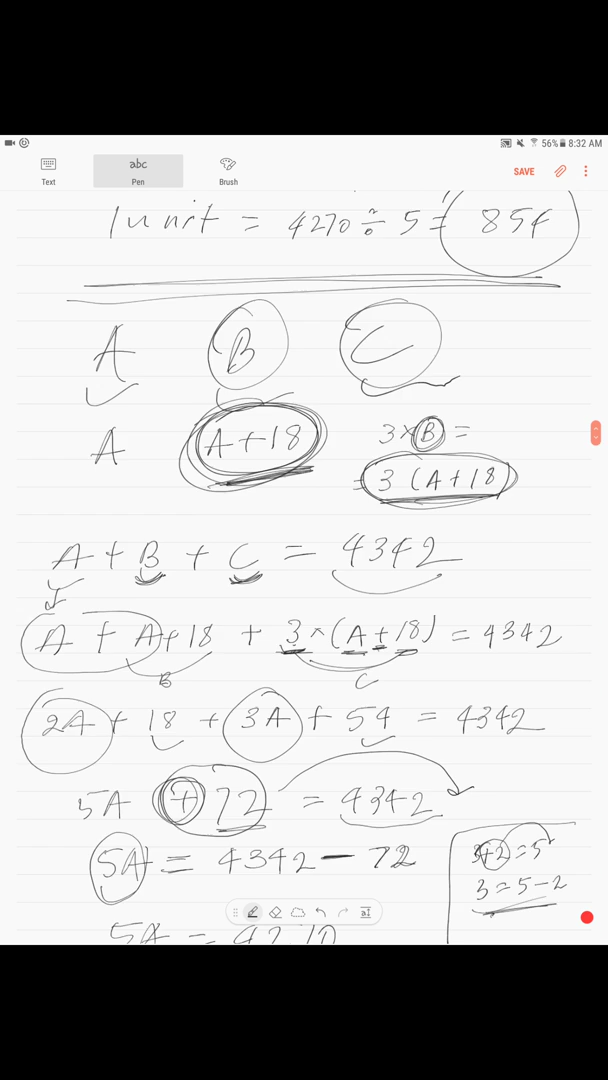 56% 8:32 AM
abc
SAVE
Text Pen Brush
1 unit = 4270 ÷ 5 = 854
A B C
A A+18 3×B =
= 3 (A+18)
A + B + C = 4342
A + A+18 + 3×(A+18) = 4342
B C
2A + 18 + 3A + 54 = 4342
5A + 72 = 4342
5A = 4342 - 72
3+2=5
3=5-2
5A = 4270